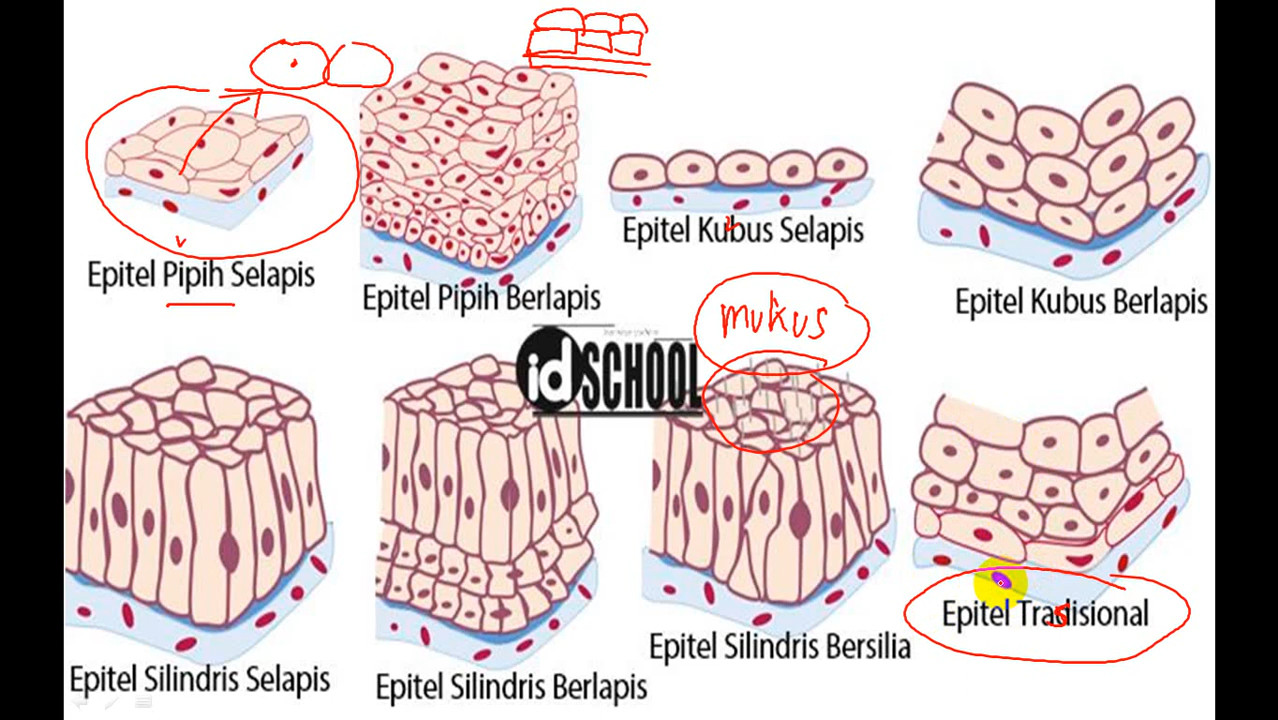 Epitel Pipih Selapis
Epitel Pipih Berlapis
Epitel Kubus Selapis
Epitel Kubus Berlapis
mukus
idSCHOOL
Epitel Silindris Selapis
Epitel Silindris Berlapis
Epitel Silindris Bersilia
Epitel Tradisional
s